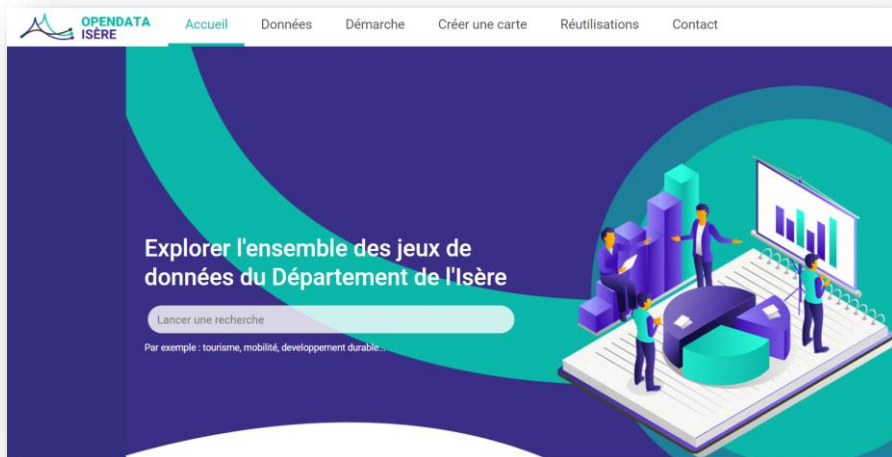 OPENDATA
ISÈRE
Accueil Données Démarche Créer une carte Réutilisations Contact
Explorer l'ensemble des jeux de
données du Département de l'Isère
Lancer une recherche
Par exemple : tourisme, mobilité, developpement durable...